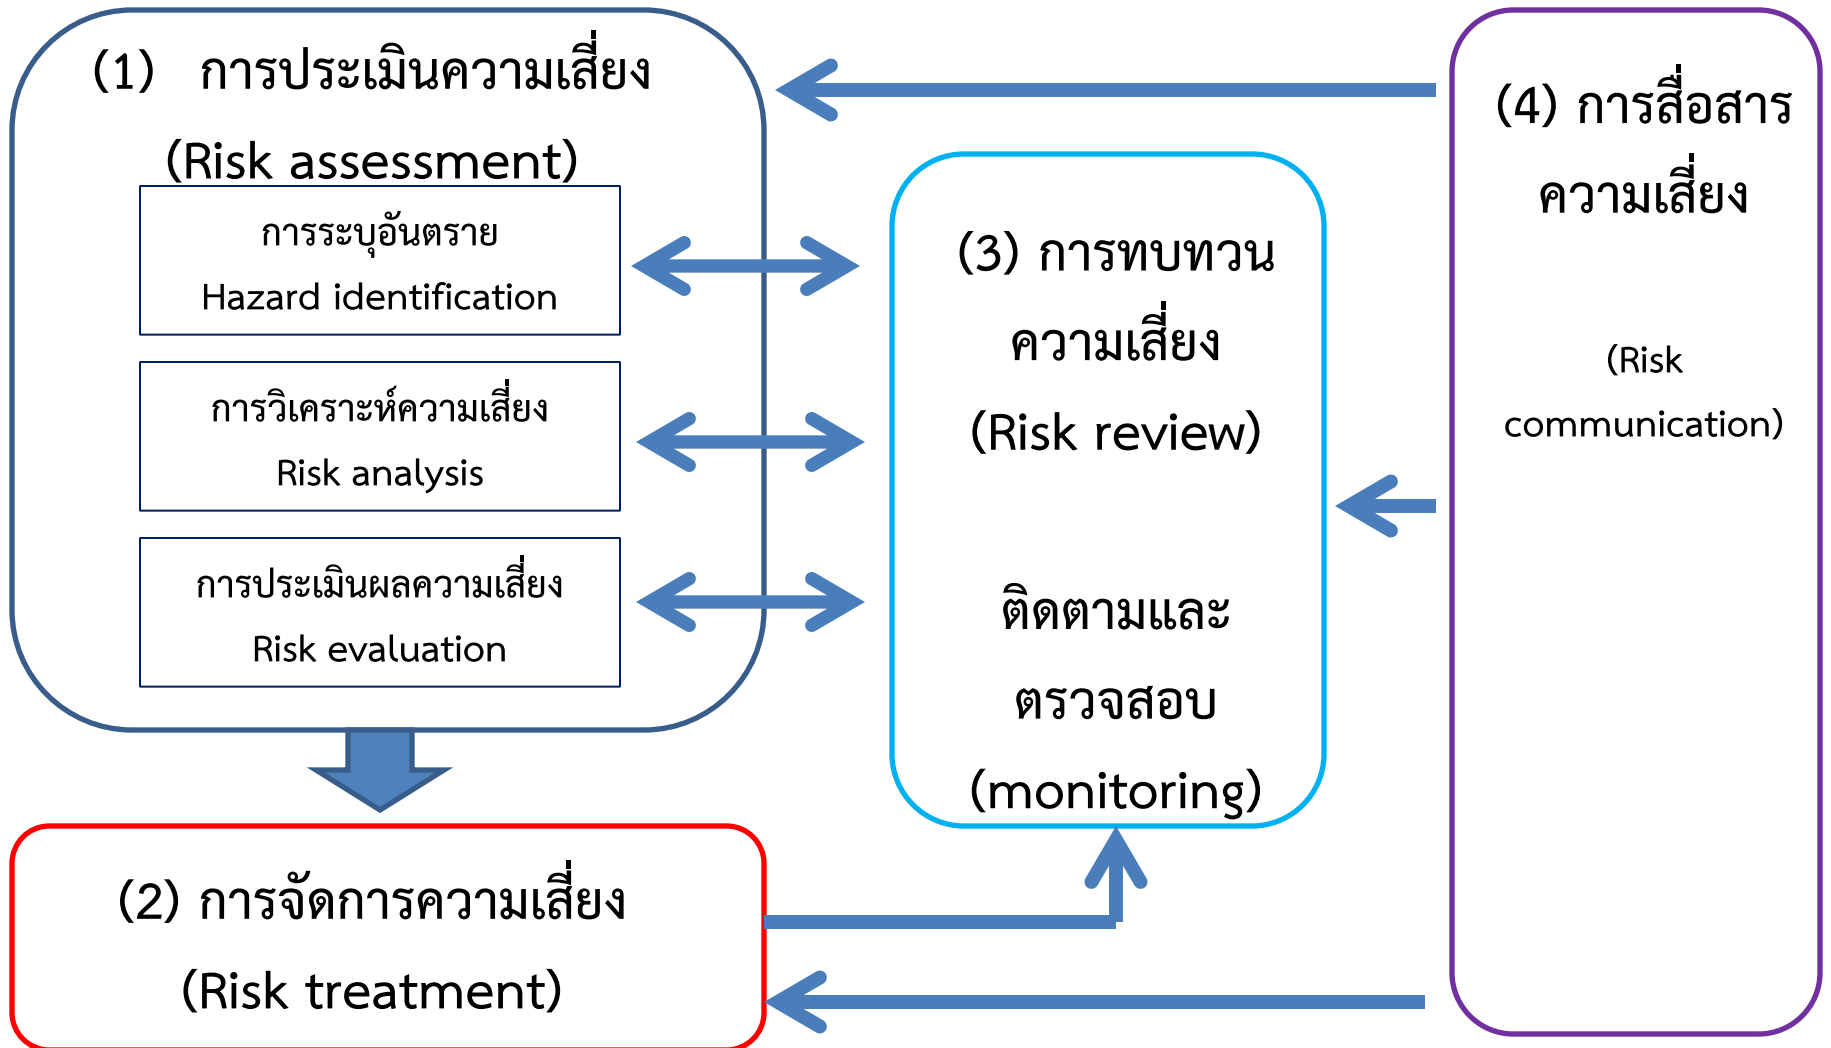 (1) การประเมินความเสี่ยง
(Risk assessment)
การระบุอันตราย
Hazard identification
การวิเคราะห์ความเสี่ยง
Risk analysis
การประเมินผลความเสี่ยง
Risk evaluation
(2) การจัดการความเสี่ยง
(Risk treatment)
(3) การทบทวน
ความเสี่ยง
(Risk review)
ติดตามและ
ตรวจสอบ
(monitoring)
(4) การสื่อสาร
ความเสี่ยง
(Risk
communication)